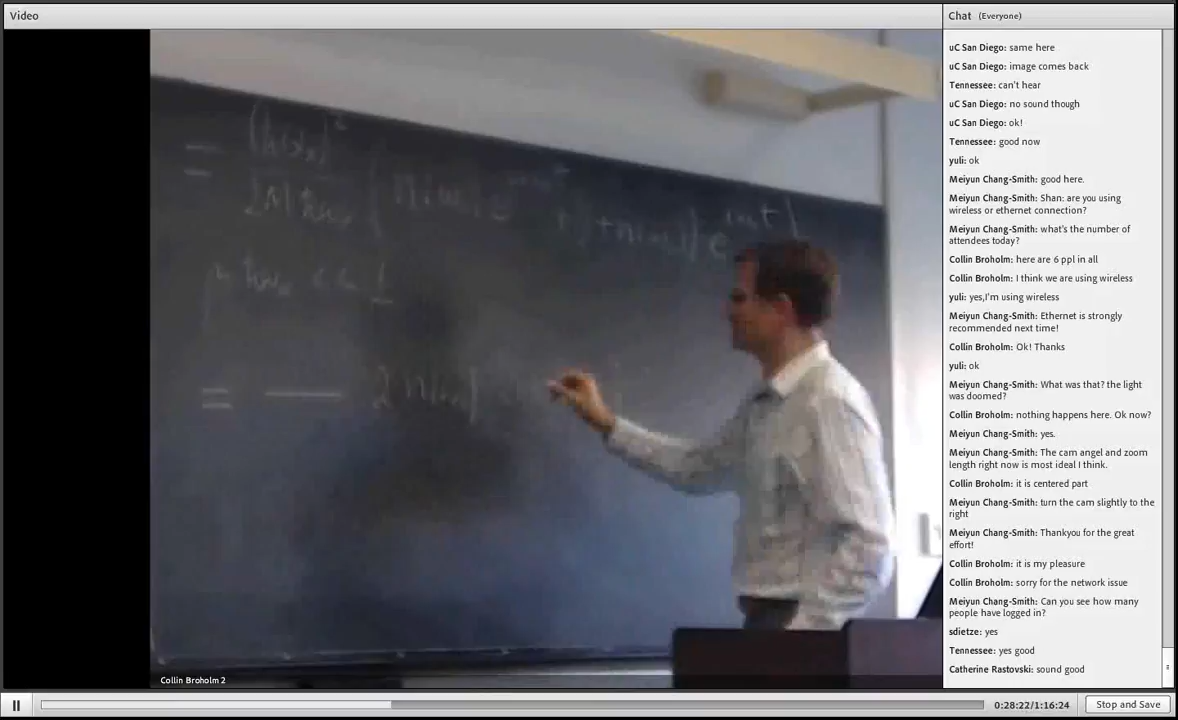 Video
Chat (Everyone)
uC San Diego: same here
uC San Diego: image comes back
Tennessee: can't hear
uC San Diego: no sound though
uC San Diego: ok!
Tennessee: good now
yuli: ok
Meiyun Chang-Smith: good here.
Meiyun Chang-Smith: Shan: are you using
wireless or ethernet connection?
Meiyun Chang-Smith: what's the number of
attendees today?
Collin Broholm: here are 6 ppl in all
Collin Broholm: I think we are using wireless
yuli: yes,I'm using wireless
Meiyun Chang-Smith: Ethernet is strongly
recommended next time!
Collin Broholm: Ok! Thanks
yuli: ok
Meiyun Chang-Smith: What was that? the light
was doomed?
Collin Broholm: nothing happens here. Ok now?
Meiyun Chang-Smith: yes.
Meiyun Chang-Smith: The cam angel and zoom
length right now is most ideal I think.
Collin Broholm: it is centered part
Meiyun Chang-Smith: turn the cam slightly to the
right
Meiyun Chang-Smith: Thankyou for the great
effort!
Collin Broholm: it is my pleasure
Collin Broholm: sorry for the network issue
Meiyun Chang-Smith: Can you see how many
people have logged in?
sdietze: yes
Tennessee: yes good
Catherine Rastovski: sound good
Collin Broholm 2
0:28:22/1:16:24
Stop and Save